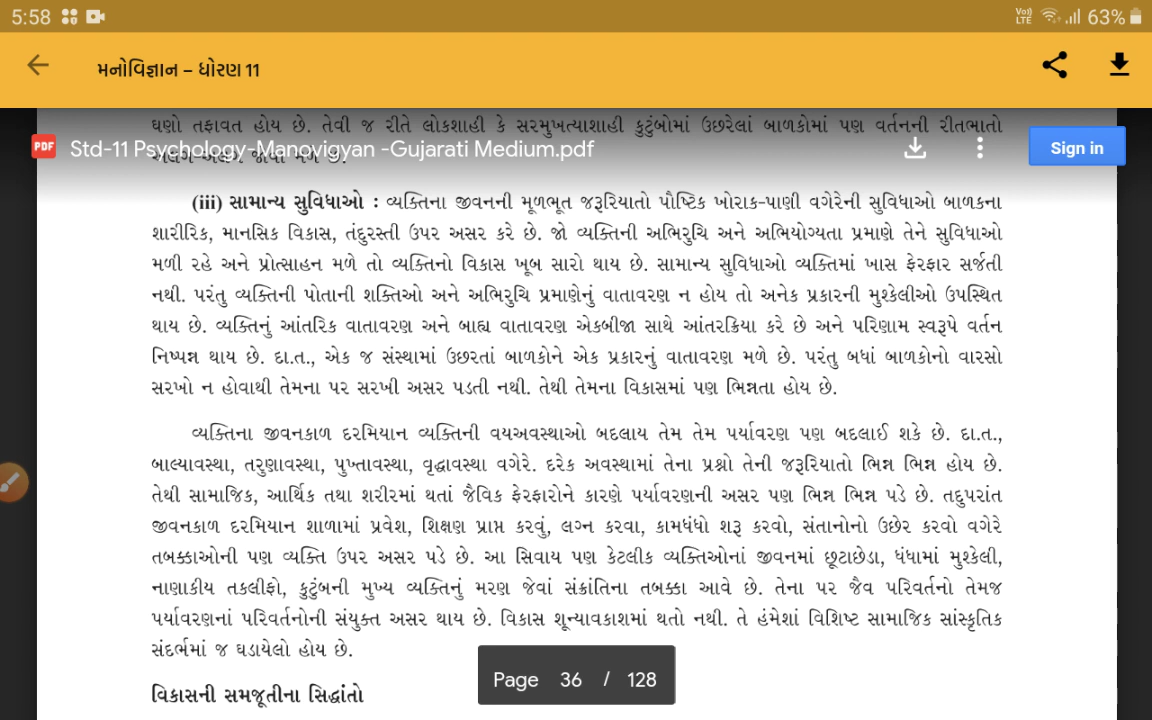 5:58
Vo) LTE 63%
મનોવિજ્ઞાન – ધોરણ 11
ઘણો તફાવત હોય છે. તેવી જ રીતે લોકશાહી કે સરમુખત્યાશાહી કુટુંબોમાં ઉછરેલાં બાળકોમાં પણ વર્તનની રીતભાતો
PDF Std-11 Psychology-Manovigyan -Gujarati Medium.pdf Sign in
અલગ-અલગ જોવા મળે છે.
(iii) સામાન્ય સુવિધાઓ : વ્યક્તિના જીવનની મૂળભૂત જરૂરિયાતો પૌષ્ટિક ખોરાક-પાણી વગેરેની સુવિધાઓ બાળકના
શારીરિક, માનસિક વિકાસ, તંદુરસ્તી ઉપર અસર કરે છે. જો વ્યક્તિની અભિરુચિ અને અભિયોગ્યતા પ્રમાણે તેને સુવિધાઓ
મળી રહે અને પ્રોત્સાહન મળે તો વ્યક્તિનો વિકાસ ખૂબ સારો થાય છે. સામાન્ય સુવિધાઓ વ્યક્તિમાં ખાસ ફેરફાર સર્જતી
નથી. પરંતુ વ્યક્તિની પોતાની શક્તિઓ અને અભિરુચિ પ્રમાણેનું વાતાવરણ ન હોય તો અનેક પ્રકારની મુશ્કેલીઓ ઉપસ્થિત
થાય છે. વ્યક્તિનું આંતરિક વાતાવરણ અને બાહ્ય વાતાવરણ એકબીજા સાથે આંતરક્રિયા કરે છે અને પરિણામ સ્વરૂપે વર્તન
નિષ્પન્ન થાય છે. દા.ત., એક જ સંસ્થામાં ઉછરતાં બાળકોને એક પ્રકારનું વાતાવરણ મળે છે. પરંતુ બધાં બાળકોનો વારસો
સરખો ન હોવાથી તેમના પર સરખી અસર પડતી નથી. તેથી તેમના વિકાસમાં પણ ભિન્નતા હોય છે.
વ્યક્તિના જીવનકાળ દરમિયાન વ્યક્તિની વયઅવસ્થાઓ બદલાય તેમ તેમ પર્યાવરણ પણ બદલાઈ શકે છે. દા.ત.,
બાલ્યાવસ્થા, તરુણાવસ્થા, પુખ્તાવસ્થા, વૃદ્ધાવસ્થા વગેરે. દરેક અવસ્થામાં તેના પ્રશ્નો તેની જરૂરિયાતો ભિન્ન ભિન્ન હોય છે.
તેથી સામાજિક, આર્થિક તથા શરીરમાં થતાં જૈવિક ફેરફારોને કારણે પર્યાવરણની અસર પણ ભિન્ન ભિન્ન પડે છે. તદુપરાંત
જીવનકાળ દરમિયાન શાળામાં પ્રવેશ, શિક્ષણ પ્રાપ્ત કરવું, લગ્ન કરવા, કામધંધો શરૂ કરવો, સંતાનોનો ઉછેર કરવો વગેરે
તબક્કાઓની પણ વ્યક્તિ ઉપર અસર પડે છે. આ સિવાય પણ કેટલીક વ્યક્તિઓનાં જીવનમાં છૂટાછેડા, ધંધામાં મુશ્કેલી,
નાણાકીય તકલીફો, કુટુંબની મુખ્ય વ્યક્તિનું મરણ જેવાં સંક્રાંતિના તબક્કા આવે છે. તેના પર જૈવ પરિવર્તનો તેમજ
પર્યાવરણનાં પરિવર્તનોની સંયુક્ત અસર થાય છે. વિકાસ શૂન્યાવકાશમાં થતો નથી. તે હંમેશાં વિશિષ્ટ સામાજિક સાંસ્કૃતિક
સંદર્ભમાં જ ઘડાયેલો હોય છે.
Page 36 / 128
વિકાસની સમજૂતીના સિદ્ધાંતો